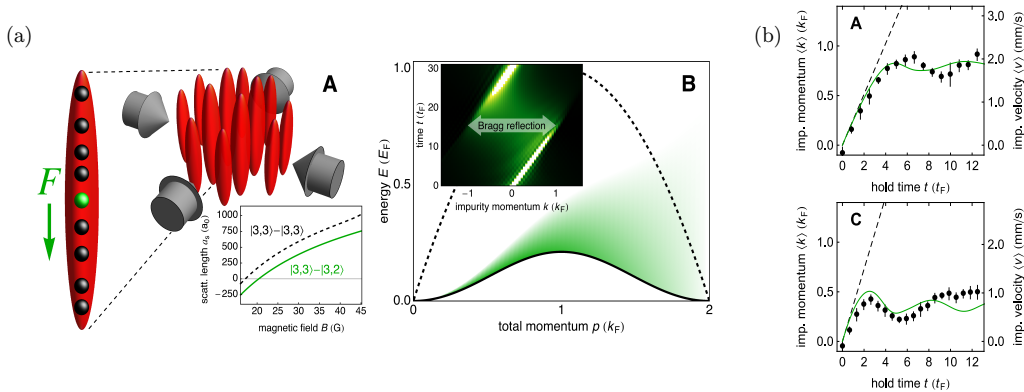 (a)
A
F
scatt. length aₛ (a₀)
1000
750
500
250
0
−250
|3,3⟩−|3,3⟩
|3,3⟩−|3,2⟩
20 25 30 35 40 45
magnetic field B (G)
B
energy E (E_F)
1.0
0.5
0.0
0 1 2
total momentum p (k_F)
time t (t_F)
30
20
10
0
Bragg reflection
−1 0 1
impurity momentum k (k_F)
(b)
A
imp. momentum ⟨k⟩ (k_F)
1.0
0.5
0.0
imp. velocity ⟨v⟩ (mm/s)
3.0
2.0
1.0
0.0
0 2 4 6 8 10 12
hold time t (t_F)
C
imp. momentum ⟨k⟩ (k_F)
1.0
0.5
0.0
imp. velocity ⟨v⟩ (mm/s)
2.0
1.0
0.0
0 2 4 6 8 10 12
hold time t (t_F)